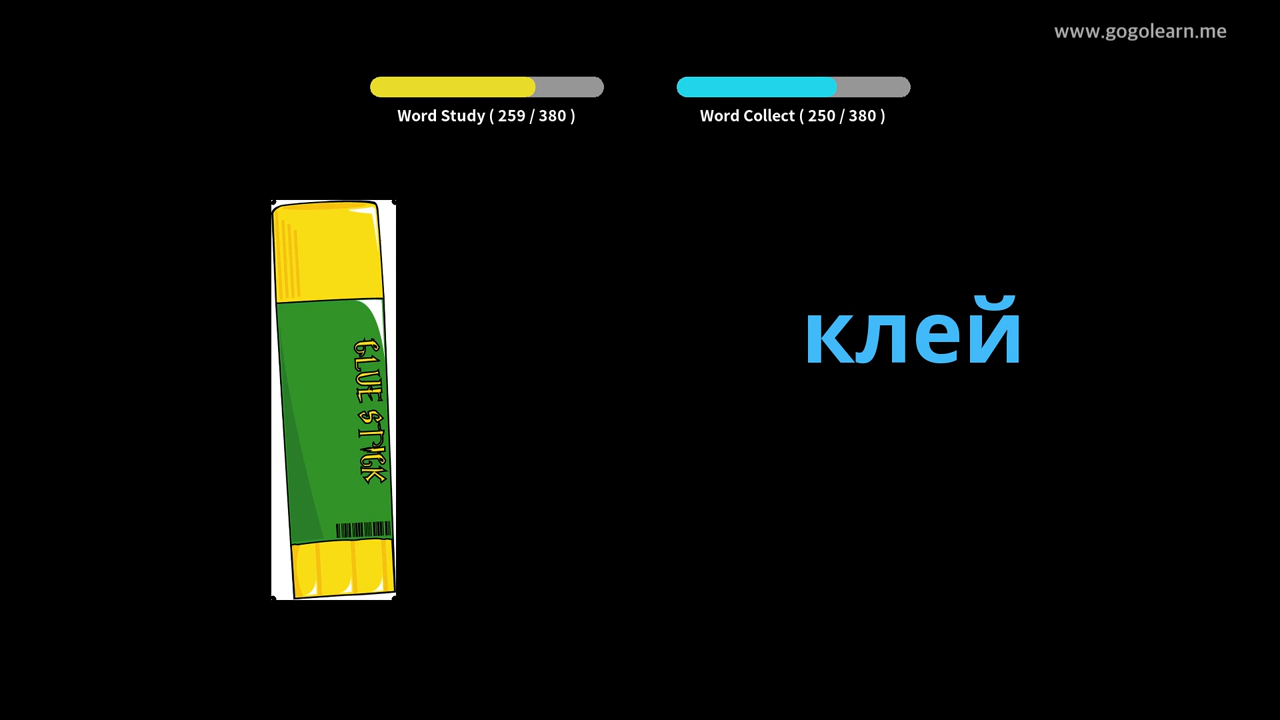 www.gogolearn.me
Word Study ( 259 / 380 )
Word Collect ( 250 / 380 )
клей
GLUE STICK